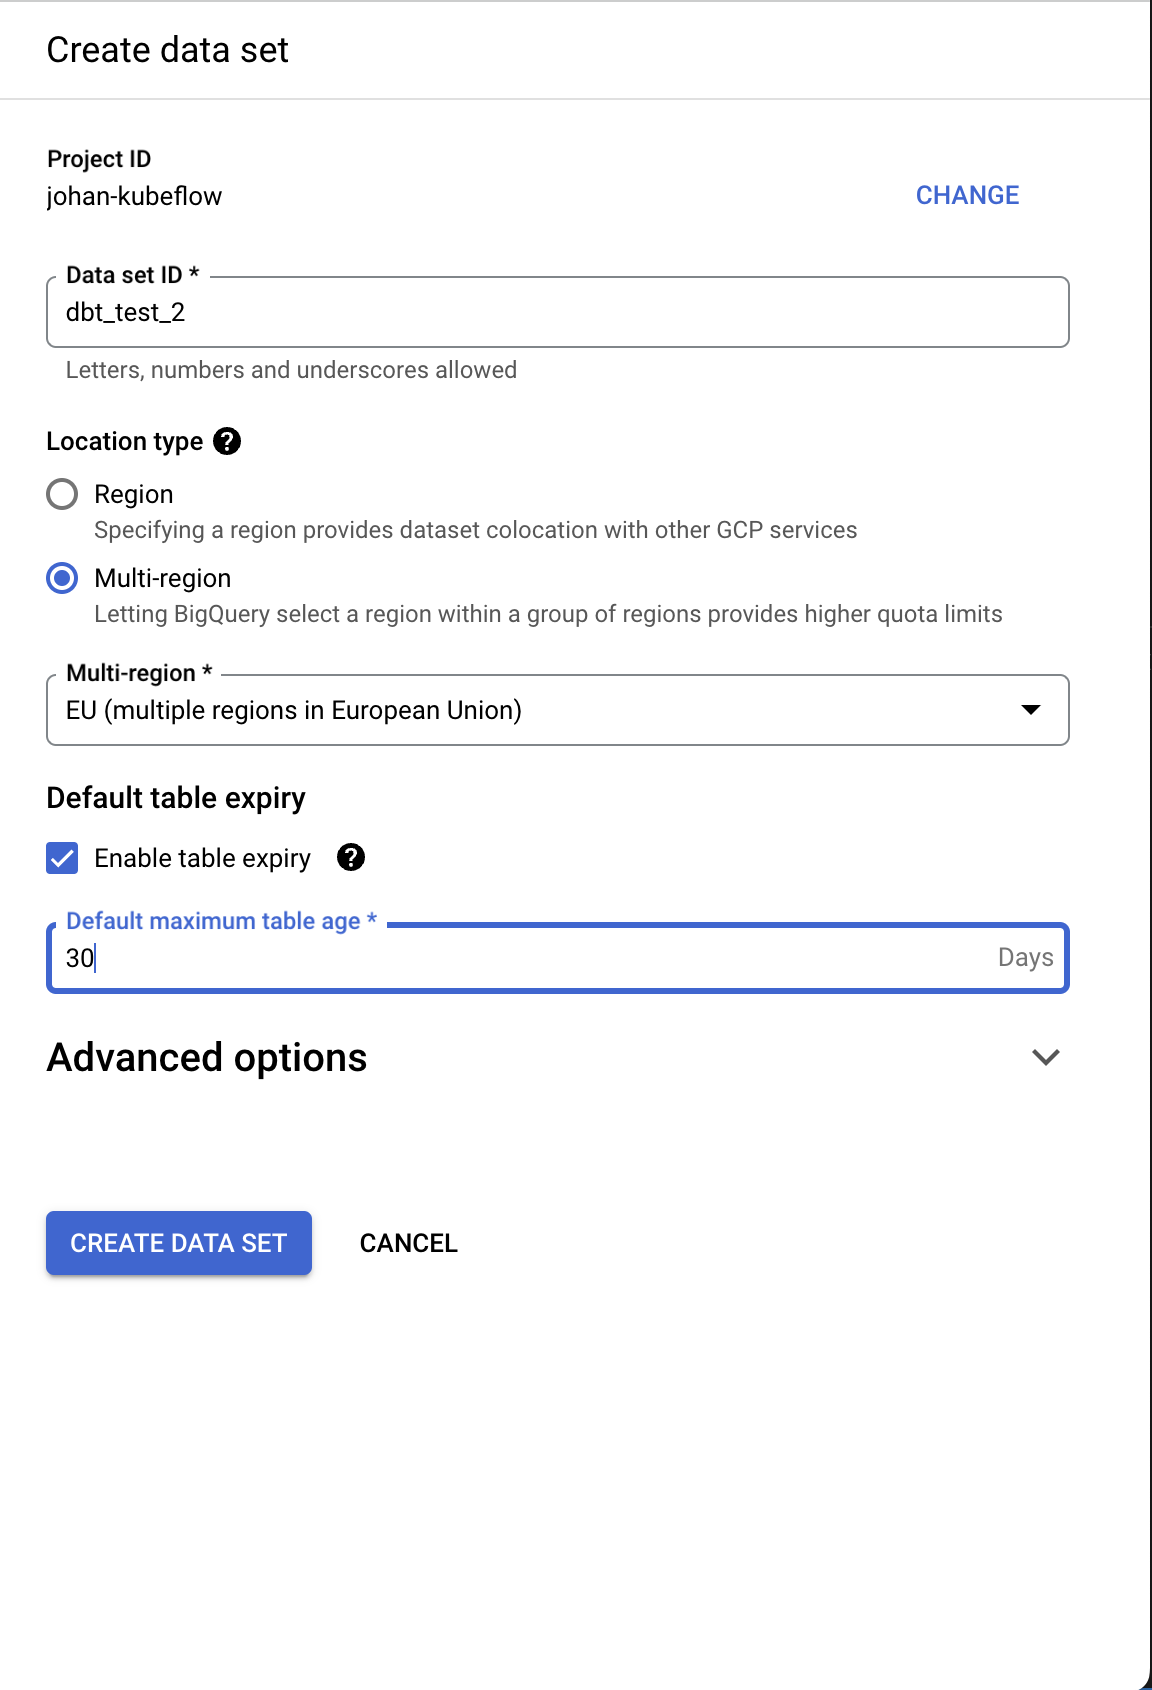 Create data set
Project ID
johan-kubeflow
CHANGE
Data set ID *
dbt_test_2
Letters, numbers and underscores allowed
Location type
Region
Specifying a region provides dataset colocation with other GCP services
Multi-region
Letting BigQuery select a region within a group of regions provides higher quota limits
Multi-region *
EU (multiple regions in European Union)
Default table expiry
Enable table expiry
Default maximum table age *
30 Days
Advanced options
CREATE DATA SET CANCEL